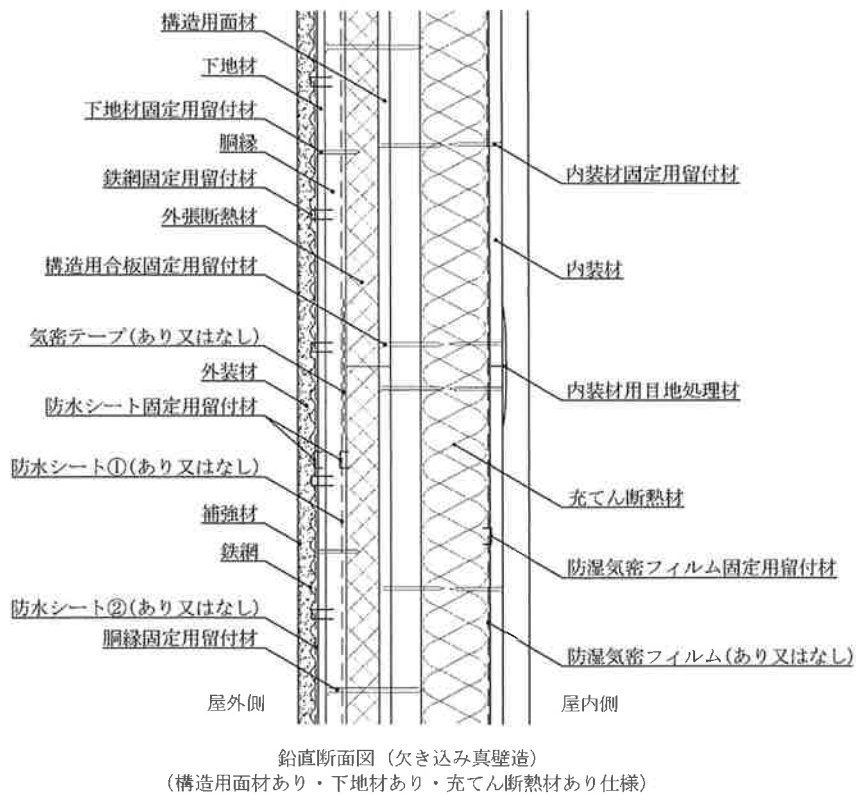 構造用面材
下地材
下地材固定用留付材
胴縁
鉄網固定用留付材
外張断熱材
構造用合板固定用留付材
気密テープ(あり又はなし)
外装材
防水シート固定用留付材
防水シート①(あり又はなし)
補強材
鉄網
防水シート②(あり又はなし)
胴縁固定用留付材
屋外側
内装材固定用留付材
内装材
内装材用目地処理材
充てん断熱材
防湿気密フィルム固定用留付材
防湿気密フィルム(あり又はなし)
屋内側
鉛直断面図（欠き込み真壁造）
（構造用面材あり・下地材あり・充てん断熱材あり仕様）